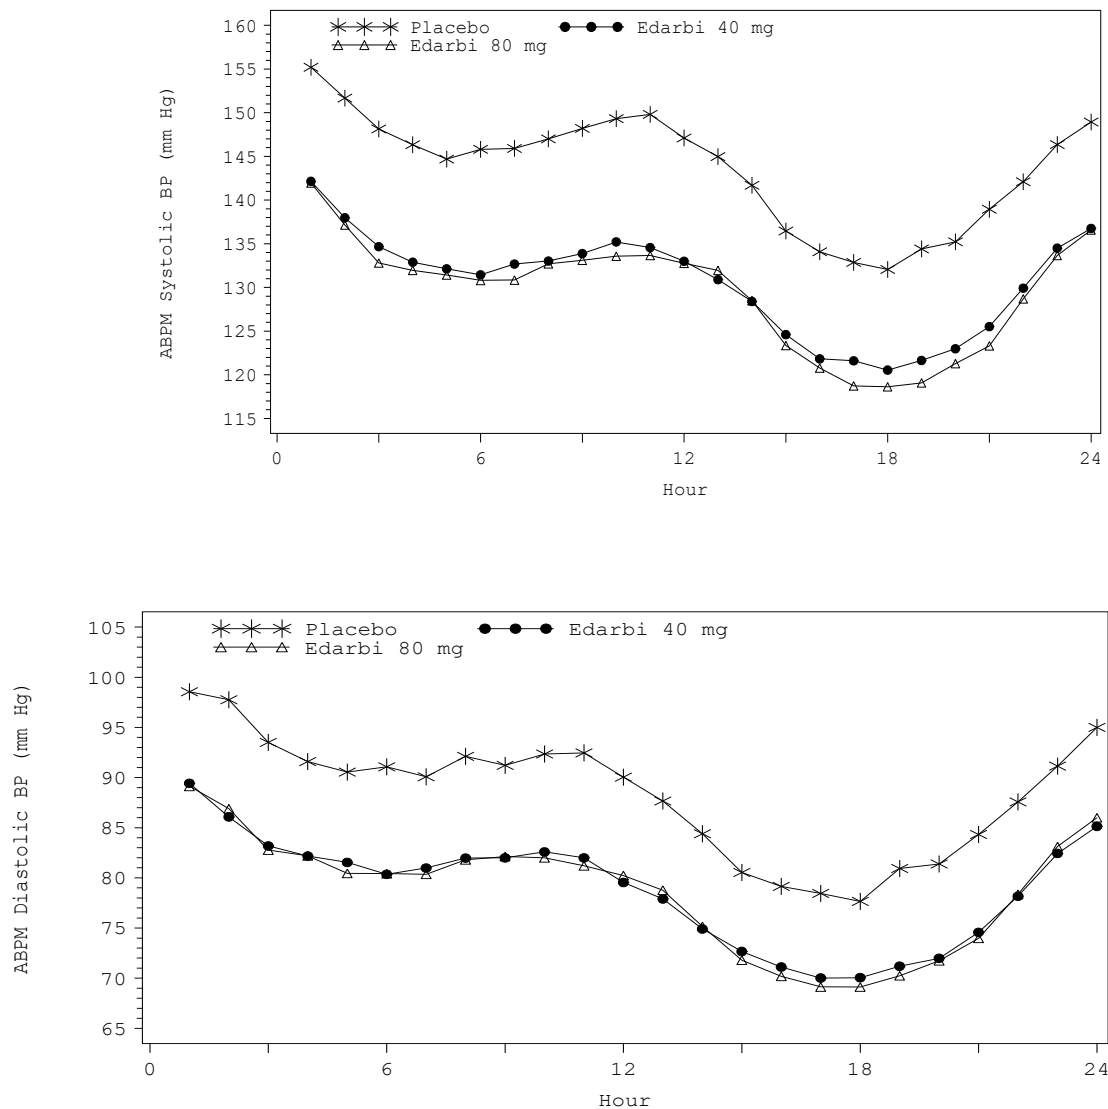 160
Placebo
Edarbi 40 mg
Edarbi 80 mg
155
150
145
140
135
130
125
120
115
ABPM Systolic BP (mm Hg)
0 6 12 18 24
Hour
105
Placebo
Edarbi 40 mg
Edarbi 80 mg
100
95
90
85
80
75
70
65
ABPM Diastolic BP (mm Hg)
0 6 12 18 24
Hour